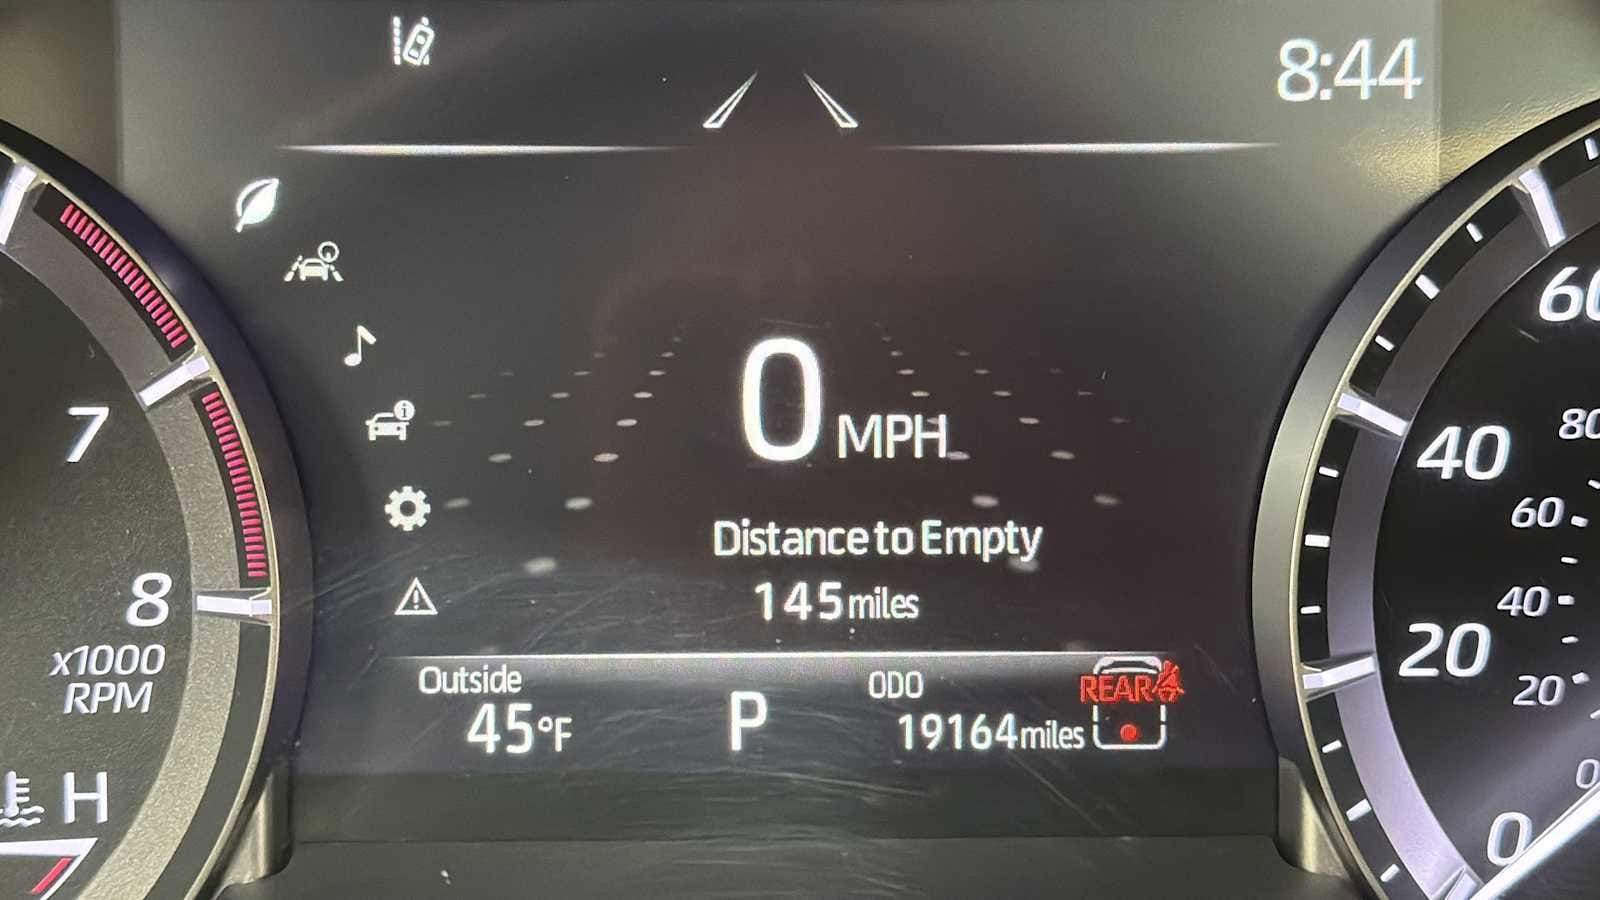 8:44
0 MPH
Distance to Empty
145 miles
Outside
45°F
P
ODO
19164 miles
REAR
7
8
x1000
RPM
H
60
40
20
0
80
60
40
20
0